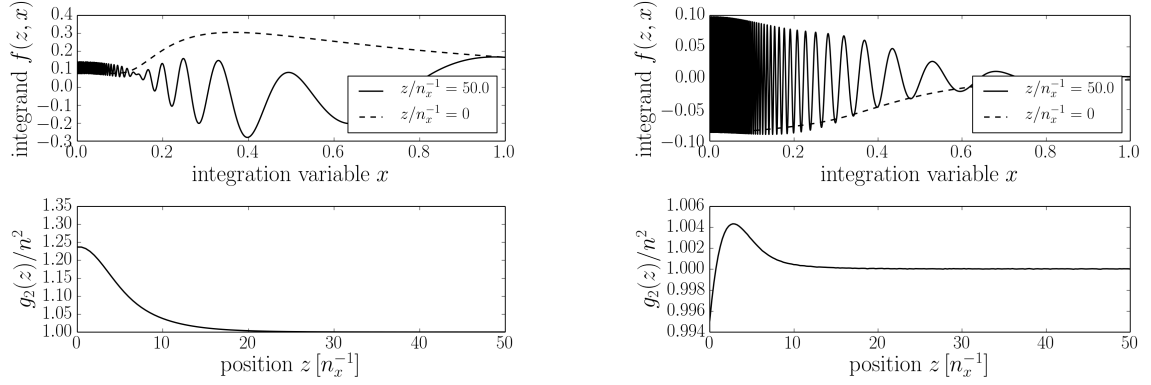 integrand f(z, x)
0.4
0.3
0.2
0.1
0.0
−0.1
−0.2
−0.3
0.0 0.2 0.4 0.6 0.8 1.0
z/n_x^{-1} = 50.0
z/n_x^{-1} = 0
integration variable x
integrand f(z, x)
0.10
0.05
0.00
−0.05
−0.10
0.0 0.2 0.4 0.6 0.8 1.0
z/n_x^{-1} = 50.0
z/n_x^{-1} = 0
integration variable x
g_2(z)/n^2
1.35
1.30
1.25
1.20
1.15
1.10
1.05
1.00
0 10 20 30 40 50
position z [n_x^{-1}]
g_2(z)/n^2
1.006
1.004
1.002
1.000
0.998
0.996
0.994
0 10 20 30 40 50
position z [n_x^{-1}]